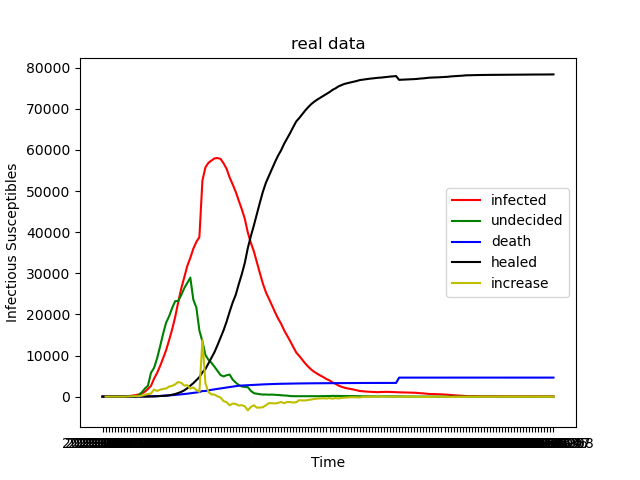 real data
80000
70000
60000
50000
40000
30000
20000
10000
0
Infectious Susceptibles
infected
undecided
death
healed
increase
Time